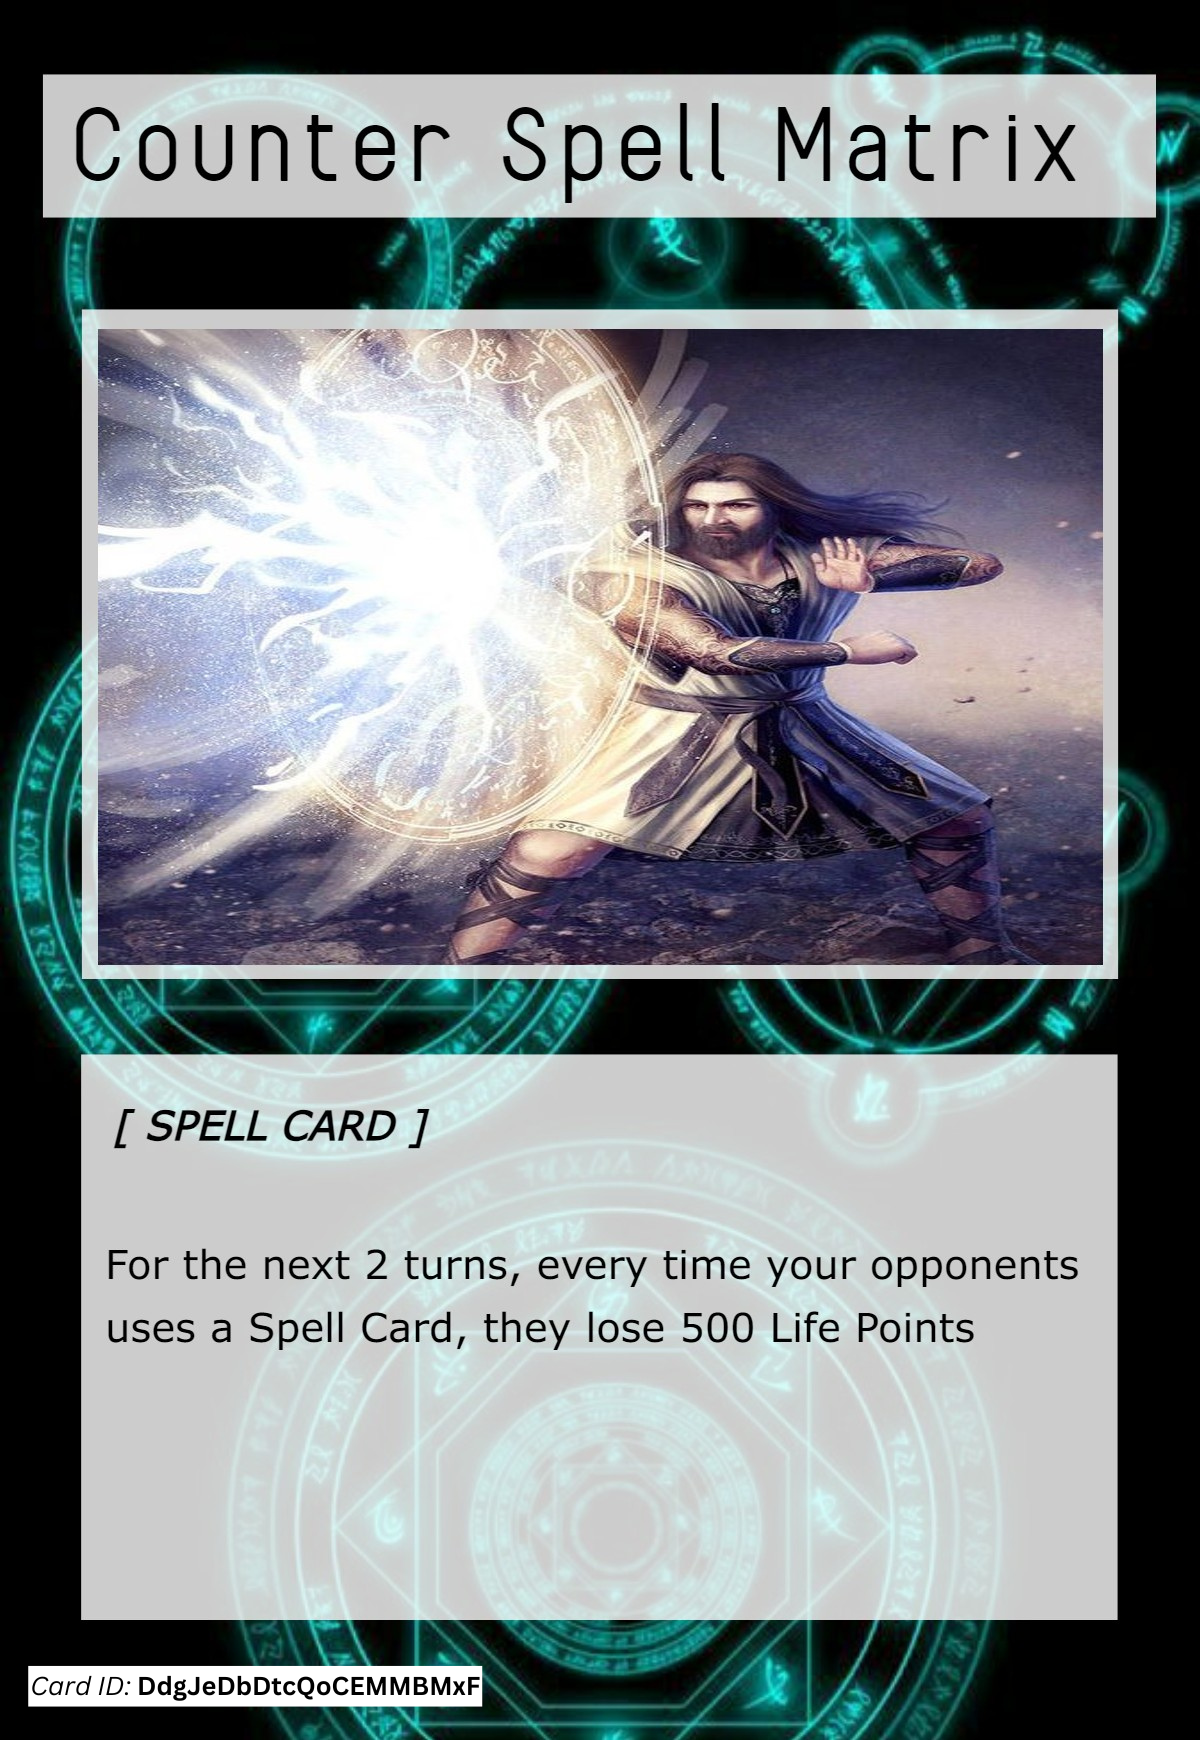 Counter Spell Matrix
[ SPELL CARD ]
For the next 2 turns, every time your opponents
uses a Spell Card, they lose 500 Life Points
Card ID: DdgJeDbDtcQoCEMMBMxF